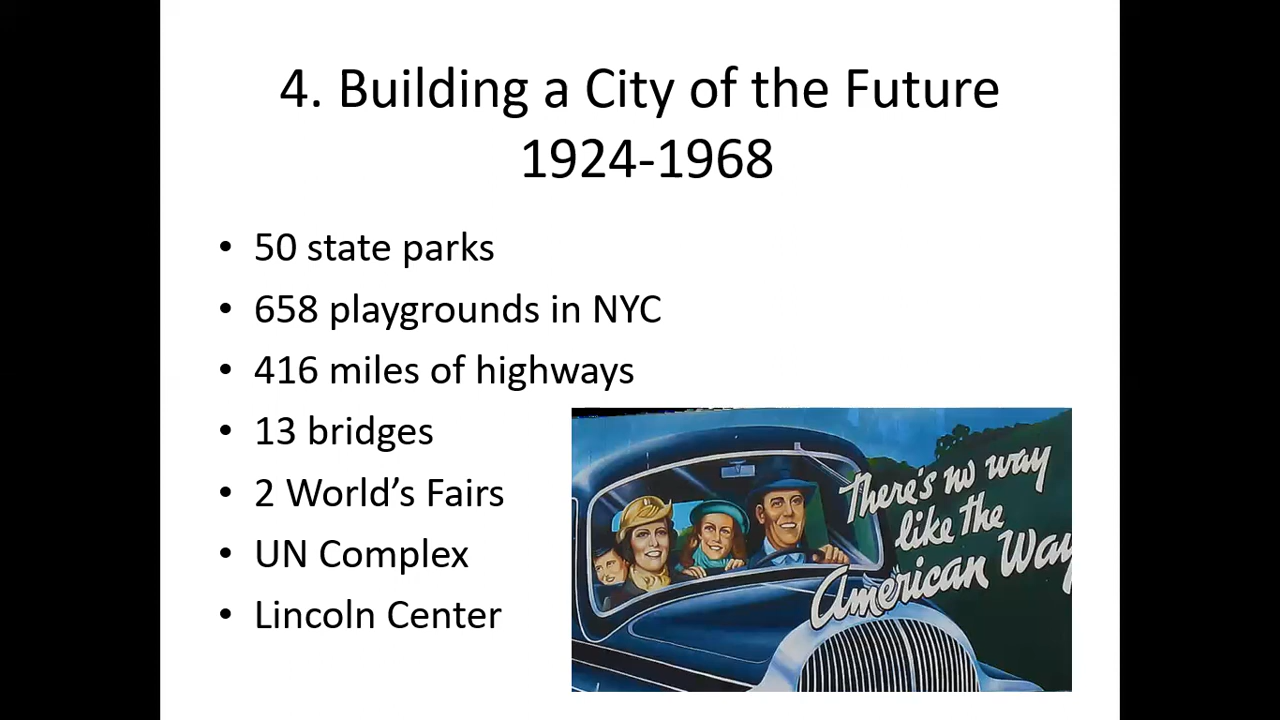 4. Building a City of the Future
1924-1968
• 50 state parks
• 658 playgrounds in NYC
• 416 miles of highways
• 13 bridges
• 2 World’s Fairs
• UN Complex
• Lincoln Center
There's no way
like the
American Way